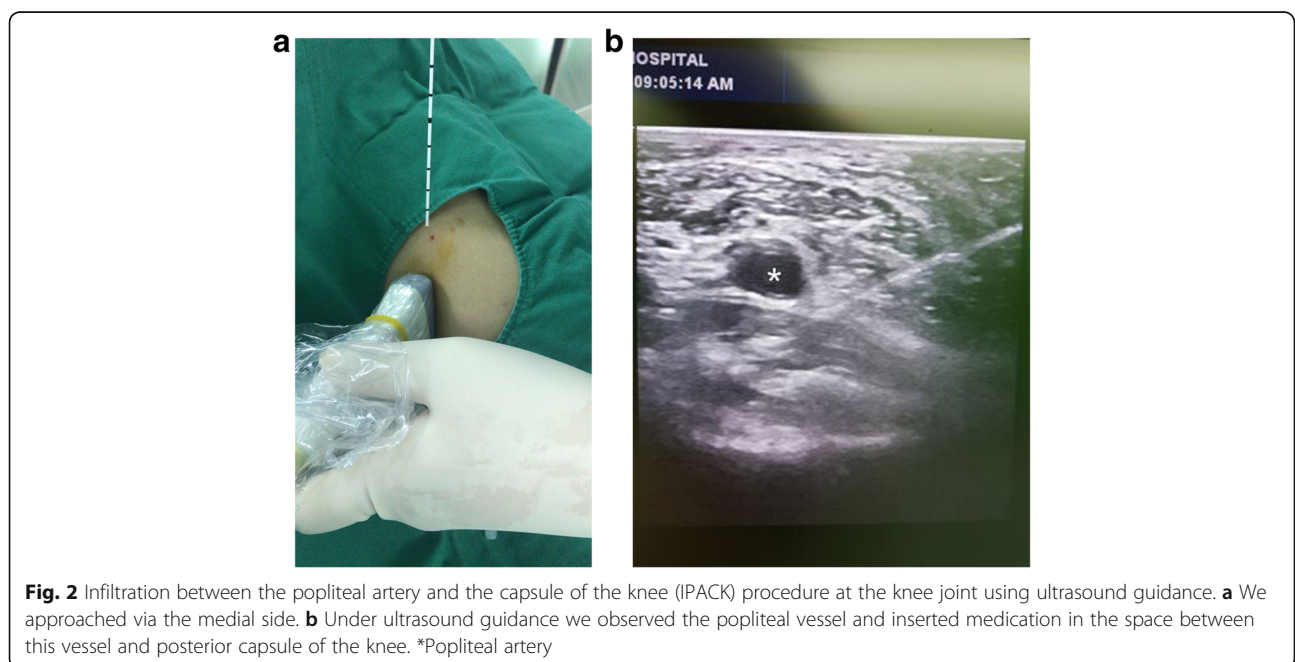 a
b
IOSPITAL
09:05:14 AM
*
Fig. 2 Infiltration between the popliteal artery and the capsule of the knee (IPACK) procedure at the knee joint using ultrasound guidance. a We
approached via the medial side. b Under ultrasound guidance we observed the popliteal vessel and inserted medication in the space between
this vessel and posterior capsule of the knee. *Popliteal artery